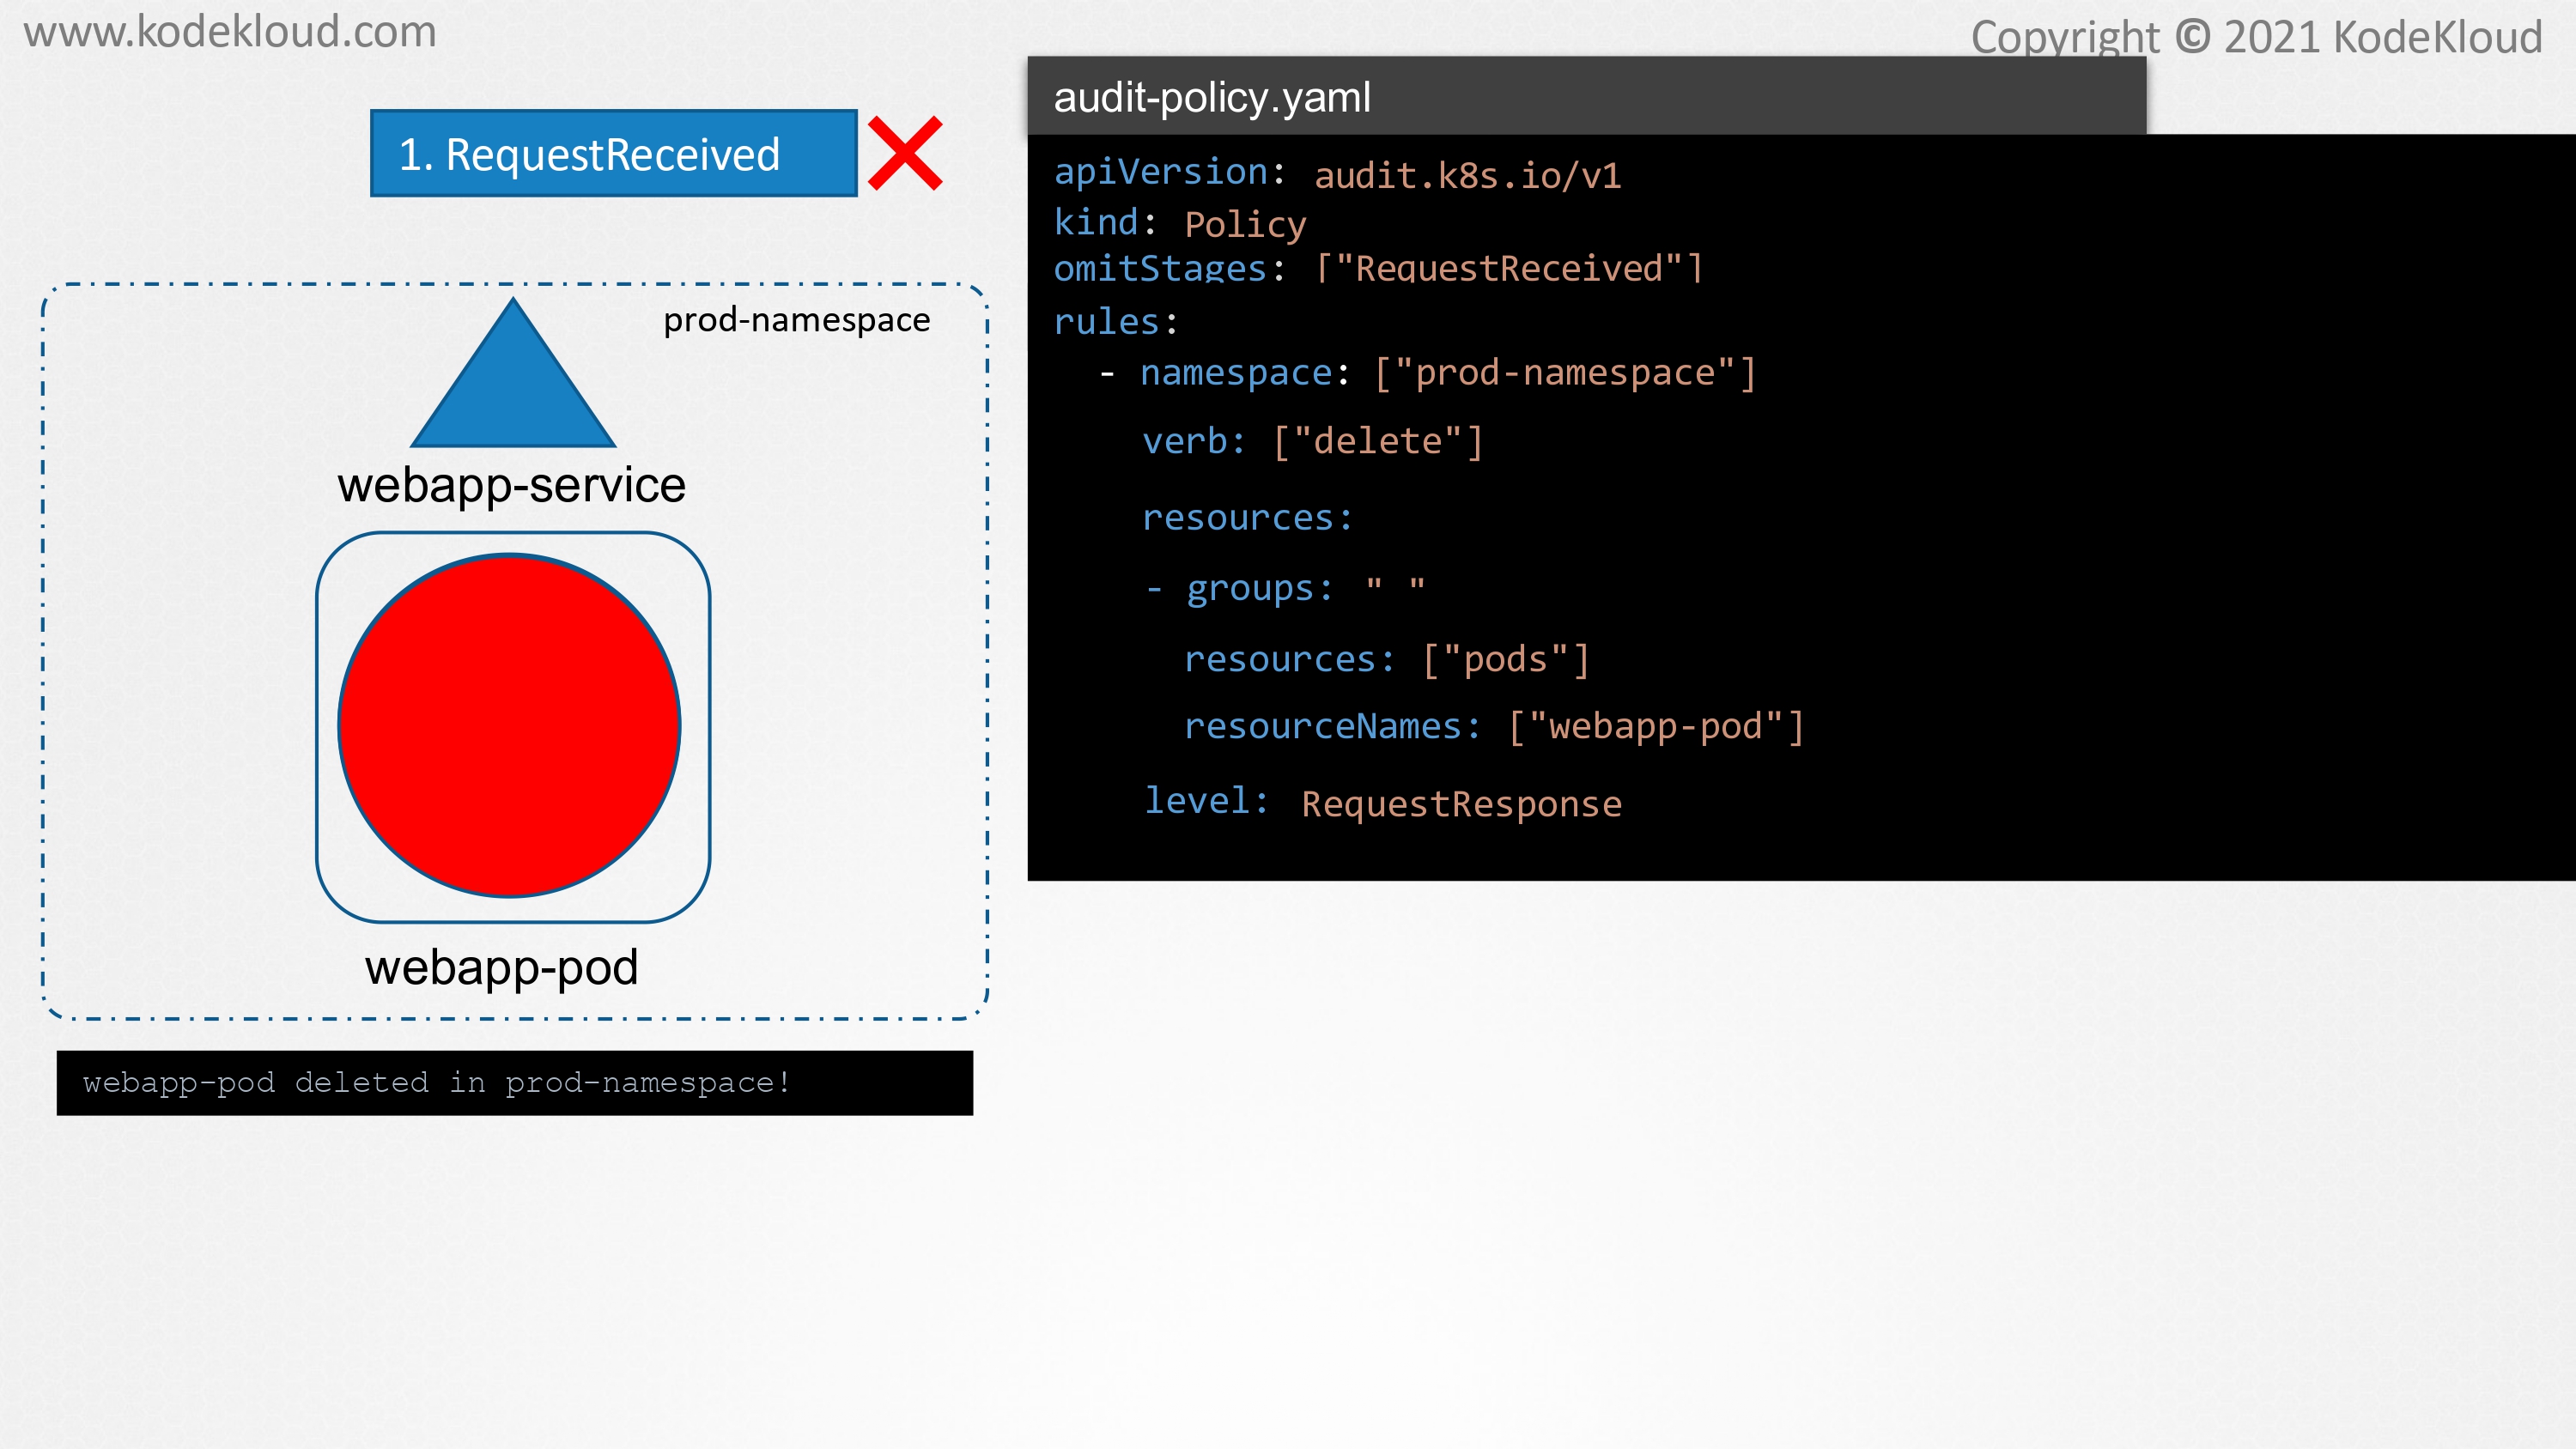 www.kodekloud.com
Copyright © 2021 KodeKloud
1. RequestReceived
prod-namespace
webapp-service
webapp-pod
webapp-pod deleted in prod-namespace!
audit-policy.yaml
apiVersion: audit.k8s.io/v1
kind: Policy
omitStages: ["RequestReceived"]
rules:
  - namespace: ["prod-namespace"]
    verb: ["delete"]
    resources:
    - groups: " "
      resources: ["pods"]
      resourceNames: ["webapp-pod"]
    level: RequestResponse